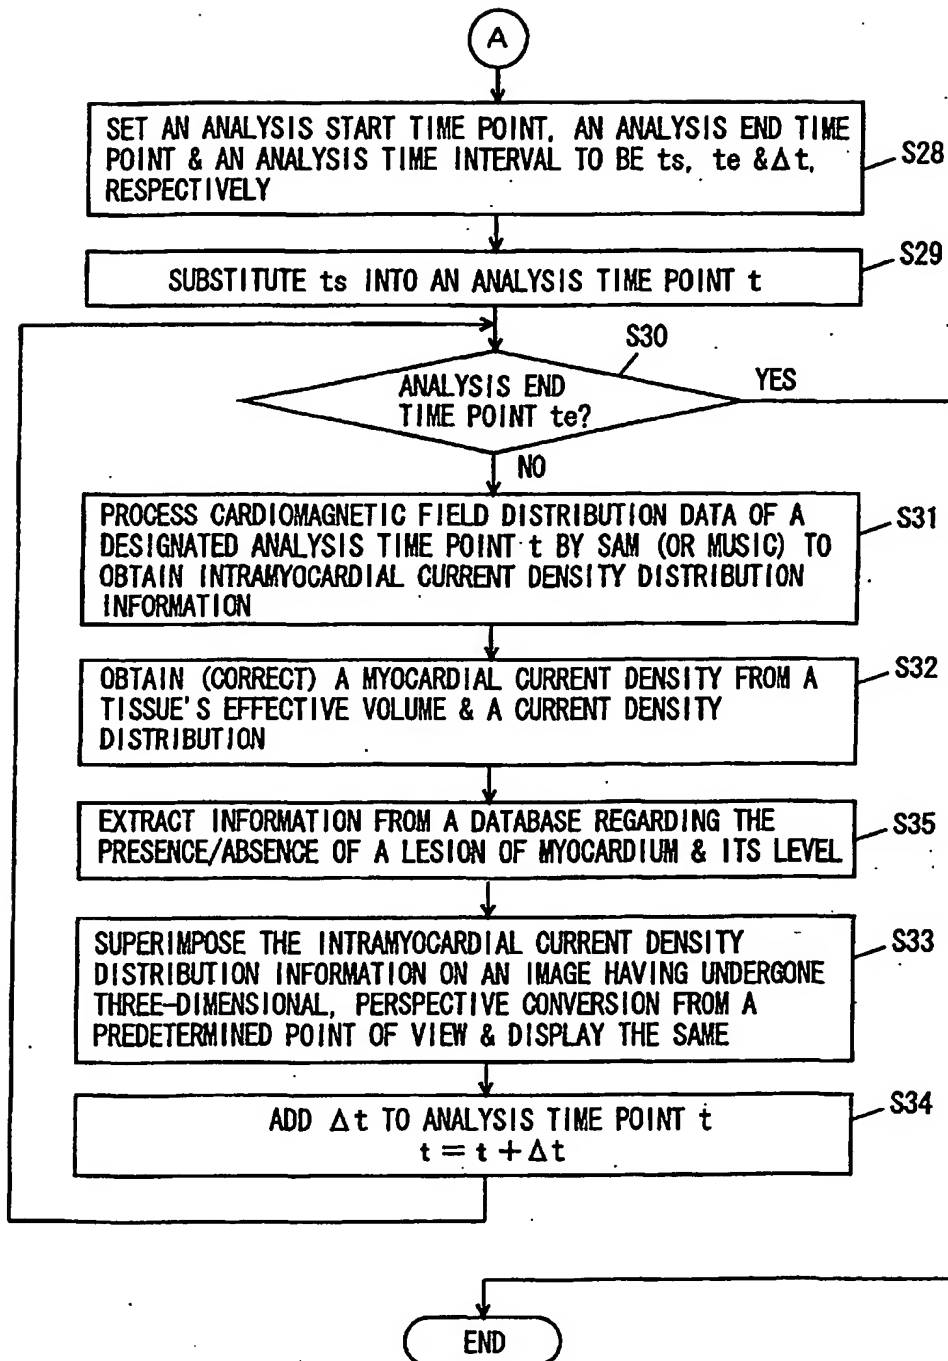 A
SET AN ANALYSIS START TIME POINT, AN ANALYSIS END TIME
POINT & AN ANALYSIS TIME INTERVAL TO BE ts, te &Δt,
RESPECTIVELY
S28
SUBSTITUTE ts INTO AN ANALYSIS TIME POINT t
S29
S30
ANALYSIS END
TIME POINT te?
YES
NO
PROCESS CARDIOMAGNETIC FIELD DISTRIBUTION DATA OF A
DESIGNATED ANALYSIS TIME POINT t BY SAM (OR MUSIC) TO
OBTAIN INTRAMYOCARDIAL CURRENT DENSITY DISTRIBUTION
INFORMATION
S31
OBTAIN (CORRECT) A MYOCARDIAL CURRENT DENSITY FROM A
TISSUE'S EFFECTIVE VOLUME & A CURRENT DENSITY
DISTRIBUTION
S32
EXTRACT INFORMATION FROM A DATABASE REGARDING THE
PRESENCE/ABSENCE OF A LESION OF MYOCARDIUM & ITS LEVEL
S35
SUPERIMPOSE THE INTRAMYOCARDIAL CURRENT DENSITY
DISTRIBUTION INFORMATION ON AN IMAGE HAVING UNDERGONE
THREE-DIMENSIONAL, PERSPECTIVE CONVERSION FROM A
PREDETERMINED POINT OF VIEW & DISPLAY THE SAME
S33
ADD Δt TO ANALYSIS TIME POINT t
t = t + Δt
S34
END